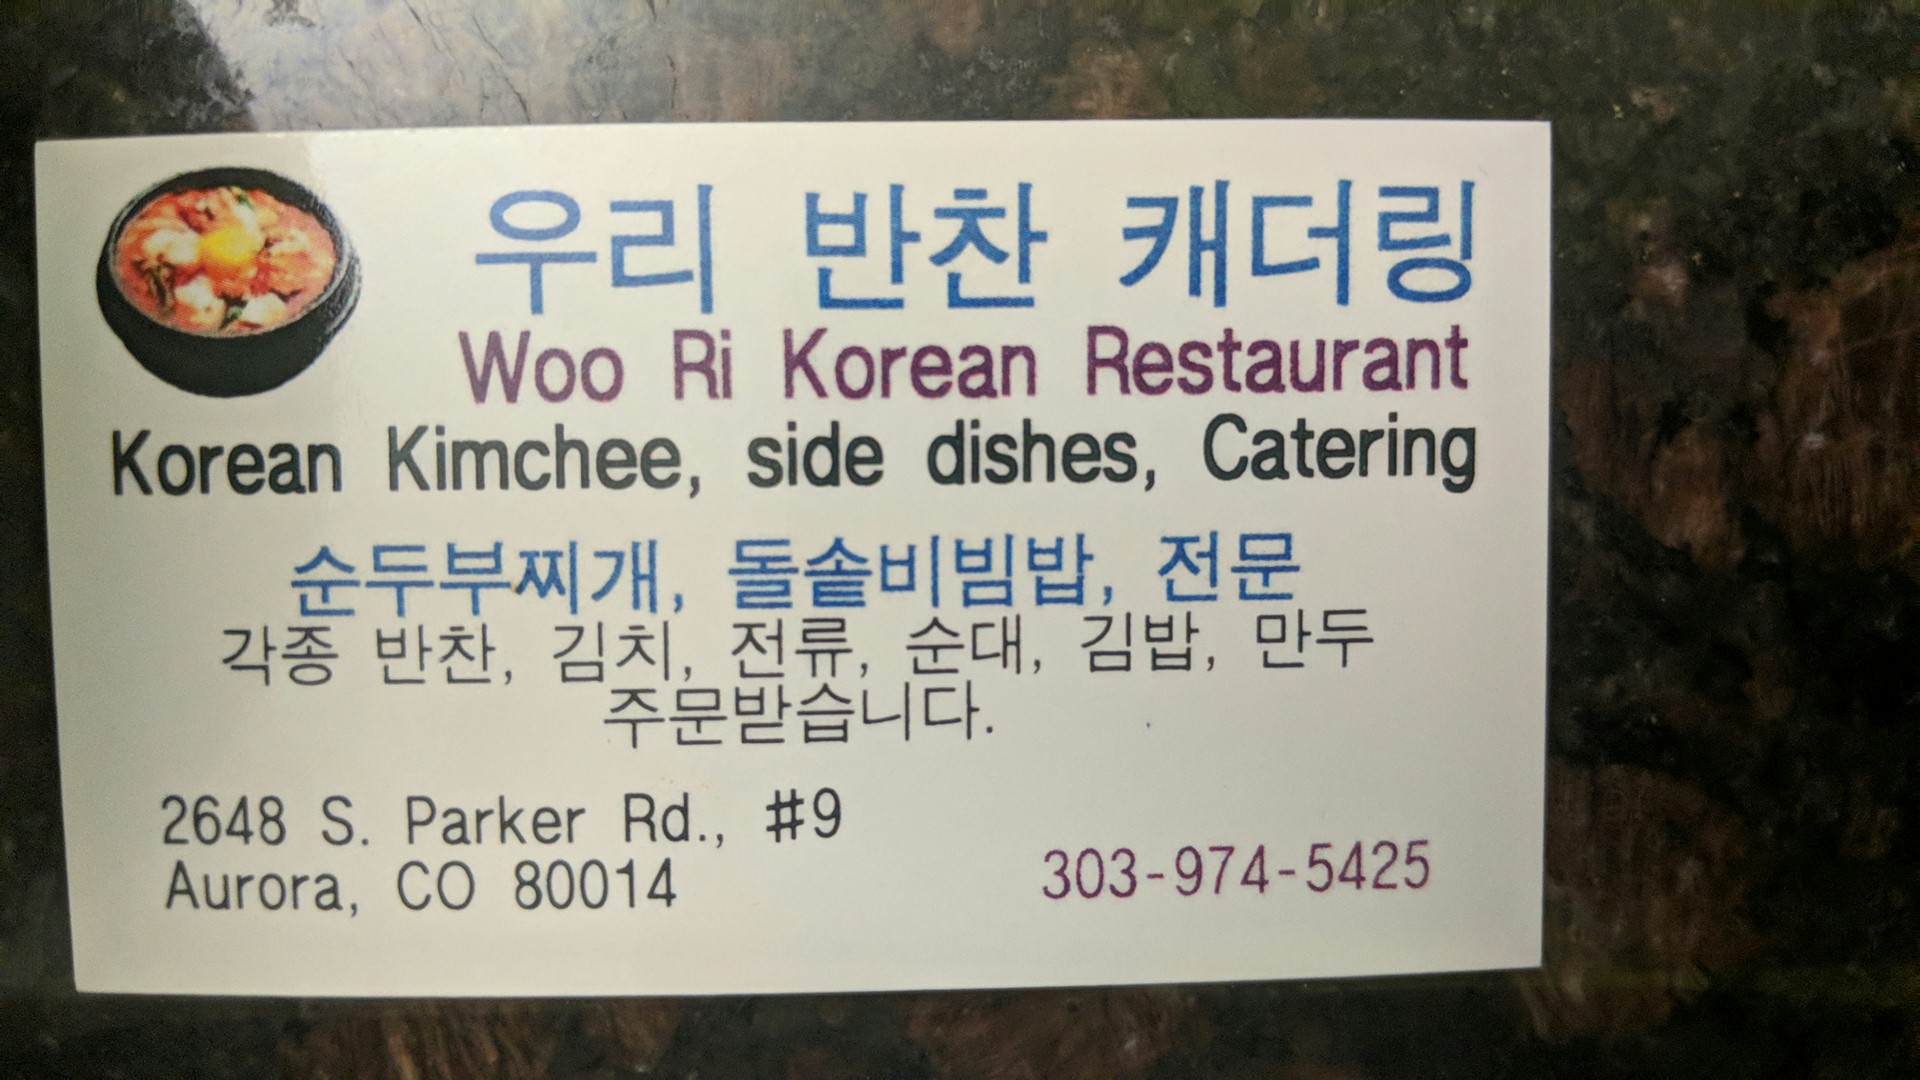 우리 반찬 캐더링
Woo Ri Korean Restaurant
Korean Kimchee, side dishes, Catering
순두부찌개, 돌솥비빔밥, 전문
각종 반찬, 김치, 전류, 순대, 김밥, 만두
주문받습니다.
2648 S. Parker Rd., #9
Aurora, CO 80014
303-974-5425